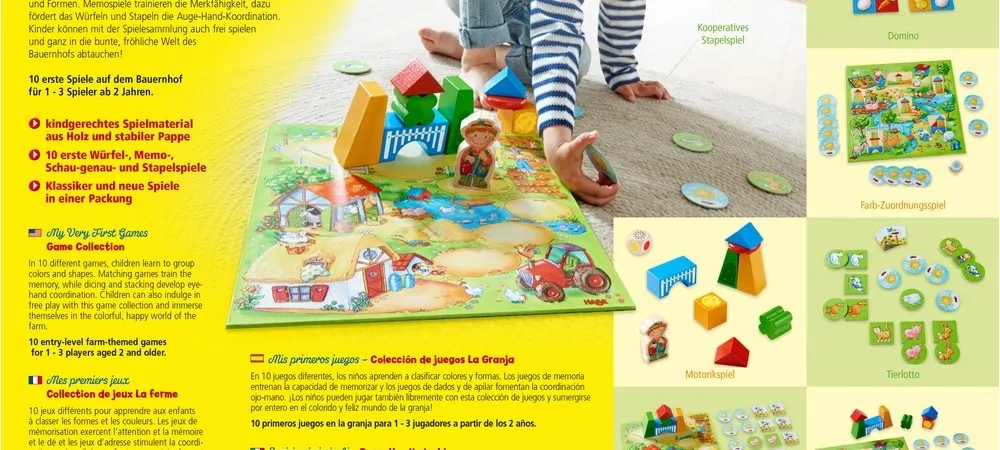 und Formen. Memospiele trainieren die Merkfähigkeit, dazu
fördert das Würfeln und Stapeln die Auge-Hand-Koordination.
Kinder können mit der Spielesammlung auch frei spielen
und ganz in die bunte, fröhliche Welt des
Bauernhofs abtauchen!
10 erste Spiele auf dem Bauernhof
für 1 - 3 Spieler ab 2 Jahren.
kindgerechtes Spielmaterial
aus Holz und stabiler Pappe
10 erste Würfel-, Memo-,
Schau-genau- und Stapelspiele
Klassiker und neue Spiele
in einer Packung
My Very First Games
Game Collection
In 10 different games, children learn to group
colors and shapes. Matching games train the
memory, while dicing and stacking develop eye-
hand coordination. Children can also indulge in
free play with this game collection and immerse
themselves in the colorful, happy world of the
farm.
10 entry-level farm-themed games
for 1 - 3 players aged 2 and older.
Mes premiers jeux
Collection de jeux La ferme
10 jeux différents pour apprendre aux enfants
à classer les formes et les couleurs. Les jeux de
mémorisation exercent l'attention et la mémoire
et le dé et les jeux d'adresse stimulent la coordi-
Mis primeros juegos – Colección de juegos La Granja
En 10 juegos diferentes, los niños aprenden a clasificar colores y formas. Los juegos de memoria
entrenan la capacidad de memorizar y los juegos de dados y de apilar fomentan la coordinación
ojo-mano. ¡Los niños pueden jugar también libremente con esta colección de juegos y sumergirse
por entero en el colorido y feliz mundo de la granja!
10 primeros juegos en la granja para 1 - 3 jugadores a partir de los 2 años.
HABA
Kooperatives
Stapelspiel
Domino
Farb-Zuordnungsspiel
Motorikspiel
Tierlotto